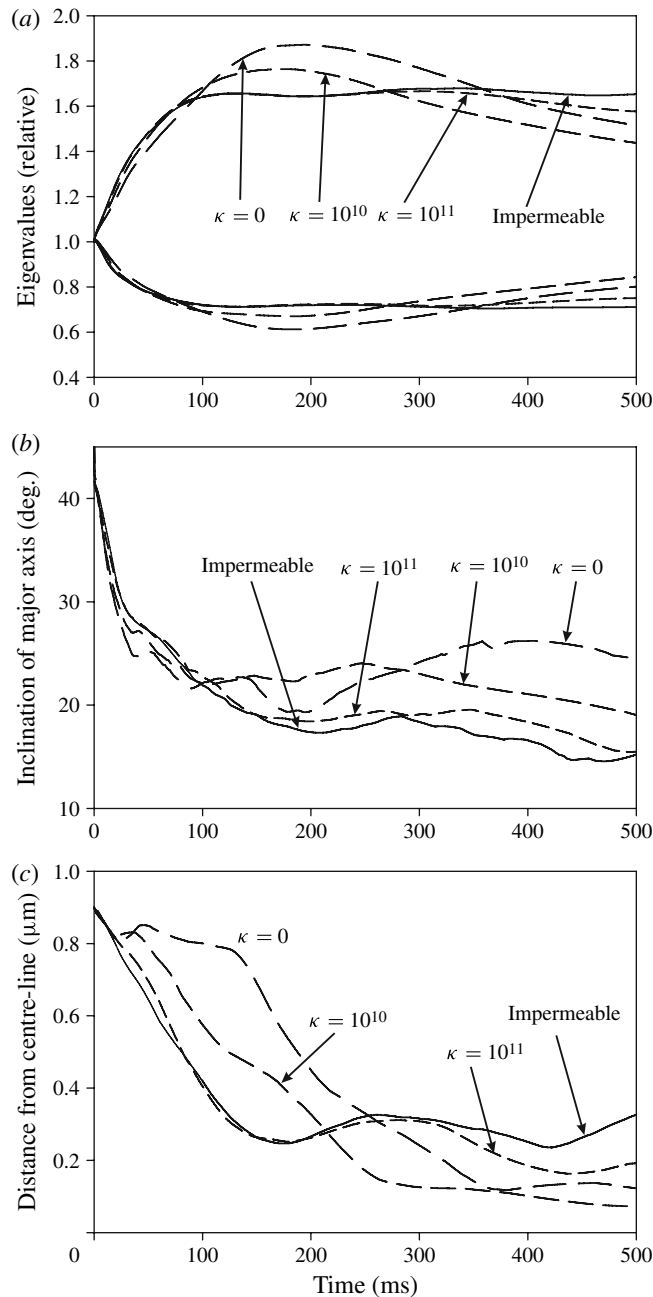 (a)
2.0
1.8
1.6
1.4
1.2
1.0
0.8
0.6
0.4
Eigenvalues (relative)
κ = 0
κ = 10¹⁰
κ = 10¹¹
Impermeable
0
100
200
300
400
500
(b)
40
30
20
10
Inclination of major axis (deg.)
Impermeable
κ = 10¹¹
κ = 10¹⁰
κ = 0
0
100
200
300
400
500
(c)
1.0
0.8
0.6
0.4
0.2
Distance from centre-line (μm)
κ = 0
κ = 10¹⁰
κ = 10¹¹
Impermeable
0
100
200
300
400
500
Time (ms)